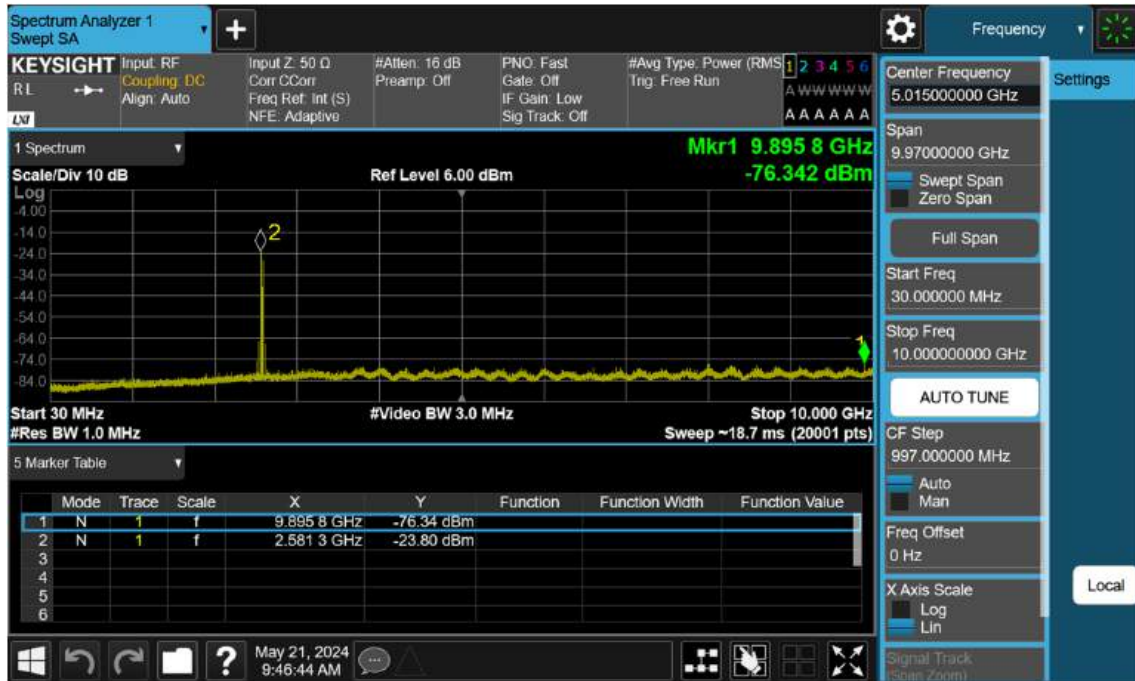 Spectrum Analyzer 1
Swept SA
Frequency
KEYSIGHT
RL
LXI
Input: RF
Coupling: DC
Align: Auto
Input Z: 50 Ω
Corr CCorr
Freq Ref: Int (S)
NFE: Adaptive
#Atten: 16 dB
Preamp: Off
PNO: Fast
Gate: Off
IF Gain: Low
Sig Track: Off
#Avg Type: Power (RMS
Trig: Free Run
1 2 3 4 5 6
A W W W W W
A A A A A A
1 Spectrum
Mkr1 9.895 8 GHz
Scale/Div 10 dB
Ref Level 6.00 dBm
-76.342 dBm
Log
-4.00
-14.0
-24.0
-34.0
-44.0
-54.0
-64.0
-74.0
-84.0
2
1
Start 30 MHz
#Video BW 3.0 MHz
Stop 10.000 GHz
#Res BW 1.0 MHz
Sweep ~18.7 ms (20001 pts)
5 Marker Table
Mode Trace Scale X Y Function Function Width Function Value
1 N 1 f 9.895 8 GHz -76.34 dBm
2 N 1 f 2.581 3 GHz -23.80 dBm
3
4
5
6
Center Frequency
5.015000000 GHz
Settings
Span
9.97000000 GHz
Swept Span
Zero Span
Full Span
Start Freq
30.000000 MHz
Stop Freq
10.000000000 GHz
AUTO TUNE
CF Step
997.000000 MHz
Auto
Man
Freq Offset
0 Hz
X Axis Scale
Log
Lin
Local
Signal Track
(Span Zoom)
?
May 21, 2024
9:46:44 AM